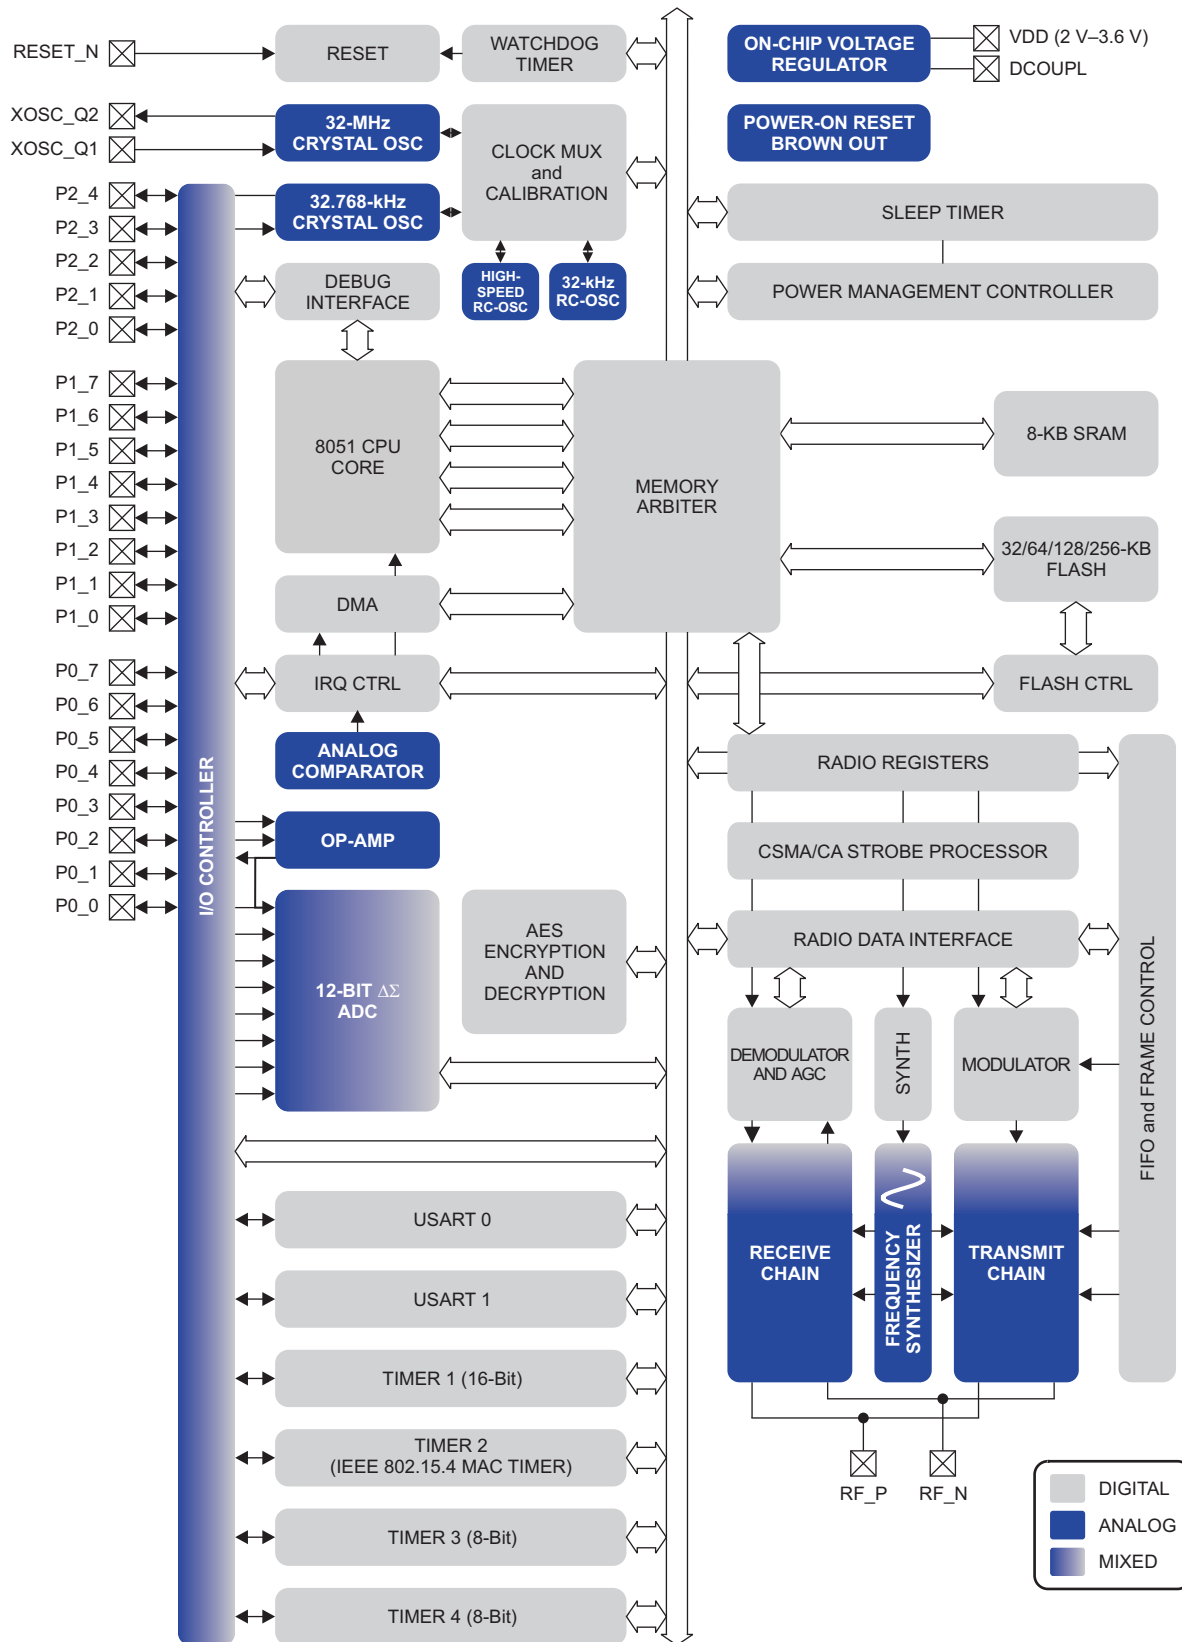 RESET_N
RESET
WATCHDOG
TIMER
ON-CHIP VOLTAGE
REGULATOR
VDD (2 V–3.6 V)
DCOUPL
XOSC_Q2
XOSC_Q1
32-MHz
CRYSTAL OSC
CLOCK MUX
and
CALIBRATION
POWER-ON RESET
BROWN OUT
P2_4
P2_3
P2_2
P2_1
P2_0
32.768-kHz
CRYSTAL OSC
SLEEP TIMER
DEBUG
INTERFACE
HIGH-
SPEED
RC-OSC
32-kHz
RC-OSC
POWER MANAGEMENT CONTROLLER
P1_7
P1_6
P1_5
P1_4
P1_3
P1_2
P1_1
P1_0
8051 CPU
CORE
MEMORY
ARBITER
8-KB SRAM
32/64/128/256-KB
FLASH
DMA
P0_7
P0_6
P0_5
P0_4
P0_3
P0_2
P0_1
P0_0
IRQ CTRL
FLASH CTRL
ANALOG
COMPARATOR
RADIO REGISTERS
I/O CONTROLLER
OP-AMP
CSMA/CA STROBE PROCESSOR
AES
ENCRYPTION
AND
DECRYPTION
RADIO DATA INTERFACE
12-BIT ΔΣ
ADC
FIFO and FRAME CONTROL
DEMODULATOR
AND AGC
SYNTH
MODULATOR
USART 0
RECEIVE
CHAIN
FREQUENCY
SYNTHESIZER
TRANSMIT
CHAIN
USART 1
TIMER 1 (16-Bit)
TIMER 2
(IEEE 802.15.4 MAC TIMER)
RF_P
RF_N
TIMER 3 (8-Bit)
TIMER 4 (8-Bit)
DIGITAL
ANALOG
MIXED